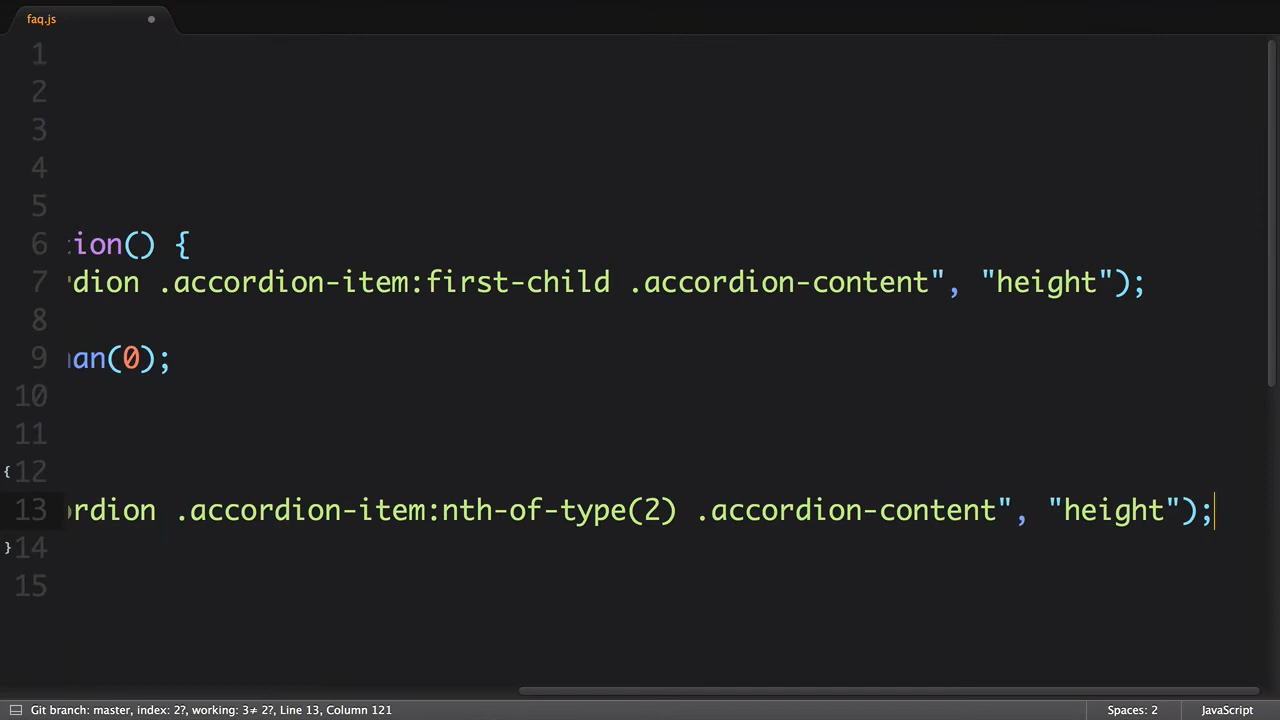 faq.js
1
2
3
4
5
6 tion() {
7 rdion .accordion-item:first-child .accordion-content", "height");
8
9 han(0);
10
11
{ 12
13 ordion .accordion-item:nth-of-type(2) .accordion-content", "height");
} 14
15
Git branch: master, index: 2?, working: 3≠ 2?, Line 13, Column 121
Spaces: 2
JavaScript